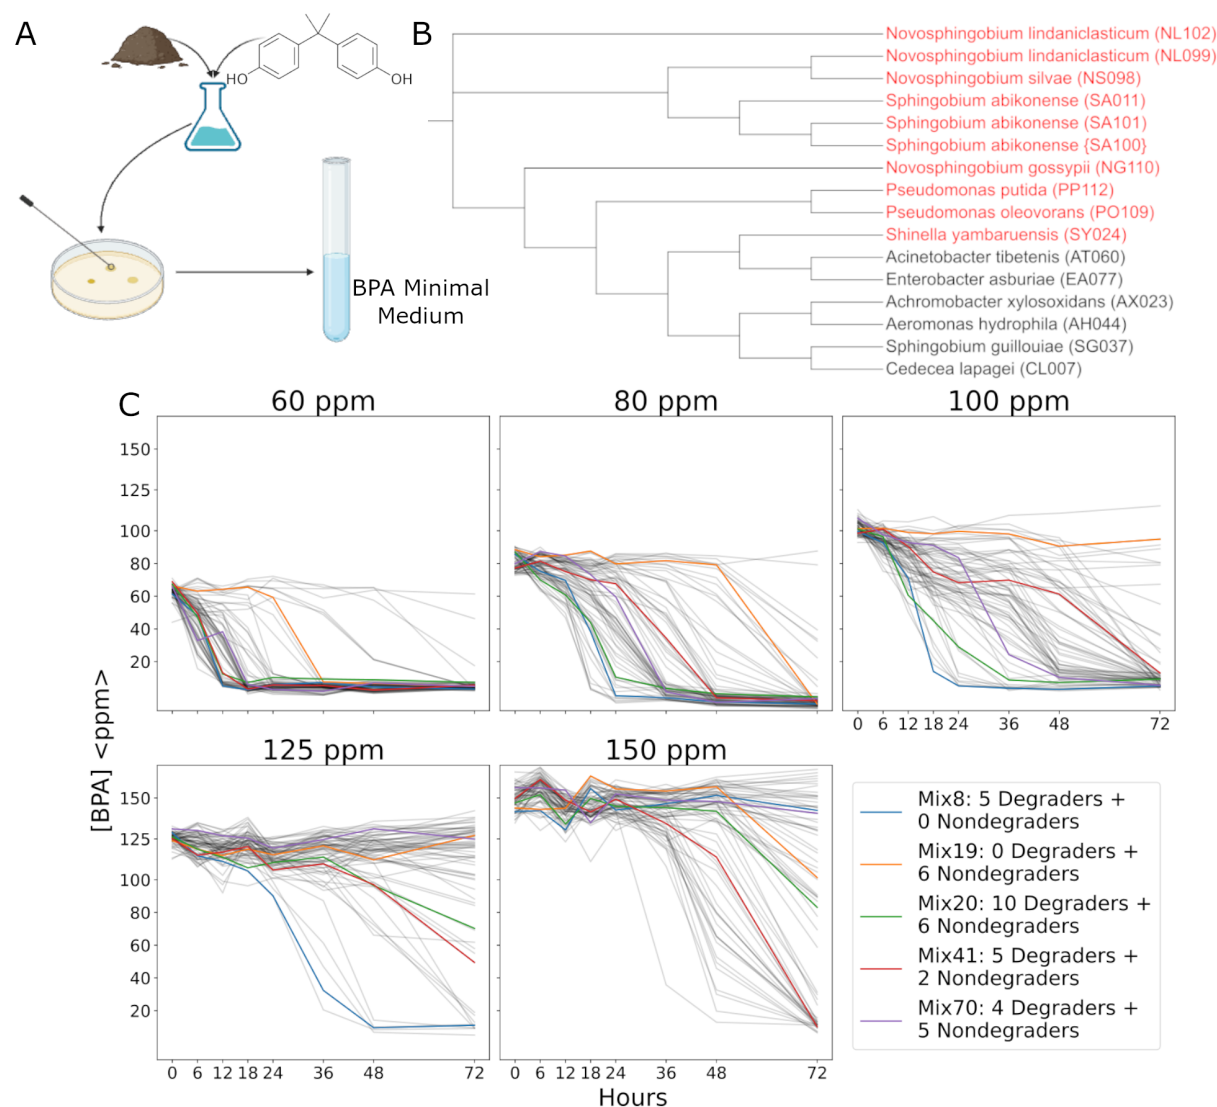 A
HO
OH
BPA Minimal
Medium
B
Novosphingobium lindaniclasticum (NL102)
Novosphingobium lindaniclasticum (NL099)
Novosphingobium silvae (NS098)
Sphingobium abikonense (SA011)
Sphingobium abikonense (SA101)
Sphingobium abikonense {SA100}
Novosphingobium gossypii (NG110)
Pseudomonas putida (PP112)
Pseudomonas oleovorans (PO109)
Shinella yambaruensis (SY024)
Acinetobacter tibetenis (AT060)
Enterobacter asburiae (EA077)
Achromobacter xylosoxidans (AX023)
Aeromonas hydrophila (AH044)
Sphingobium guillouiae (SG037)
Cedecea lapagei (CL007)
C
60 ppm
80 ppm
100 ppm
150
125
100
80
60
40
20
0 6 12 18 24 36 48 72
125 ppm
150 ppm
[BPA] <ppm>
150
125
100
80
60
40
20
0 6 12 18 24 36 48 72
0 6 12 18 24 36 48 72
Hours
Mix8: 5 Degraders +
0 Nondegraders
Mix19: 0 Degraders +
6 Nondegraders
Mix20: 10 Degraders +
6 Nondegraders
Mix41: 5 Degraders +
2 Nondegraders
Mix70: 4 Degraders +
5 Nondegraders